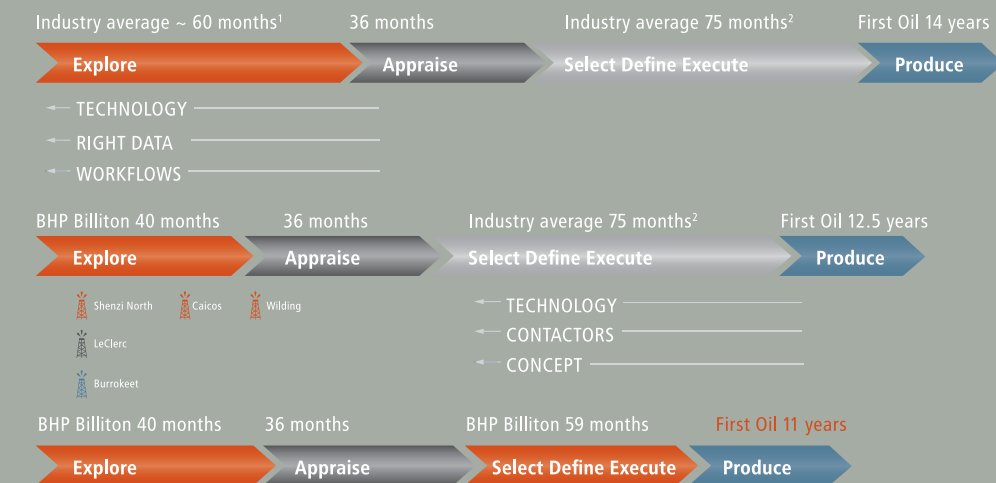 Industry average ~ 60 months¹ 36 months Industry average 75 months² First Oil 14 years
Explore Appraise Select Define Execute Produce
TECHNOLOGY
RIGHT DATA
WORKFLOWS
BHP Billiton 40 months 36 months Industry average 75 months² First Oil 12.5 years
Explore Appraise Select Define Execute Produce
Shenzi North Caicos Wilding
LeClerc
Burrokeet
TECHNOLOGY
CONTACTORS
CONCEPT
BHP Billiton 40 months 36 months BHP Billiton 59 months First Oil 11 years
Explore Appraise Select Define Execute Produce